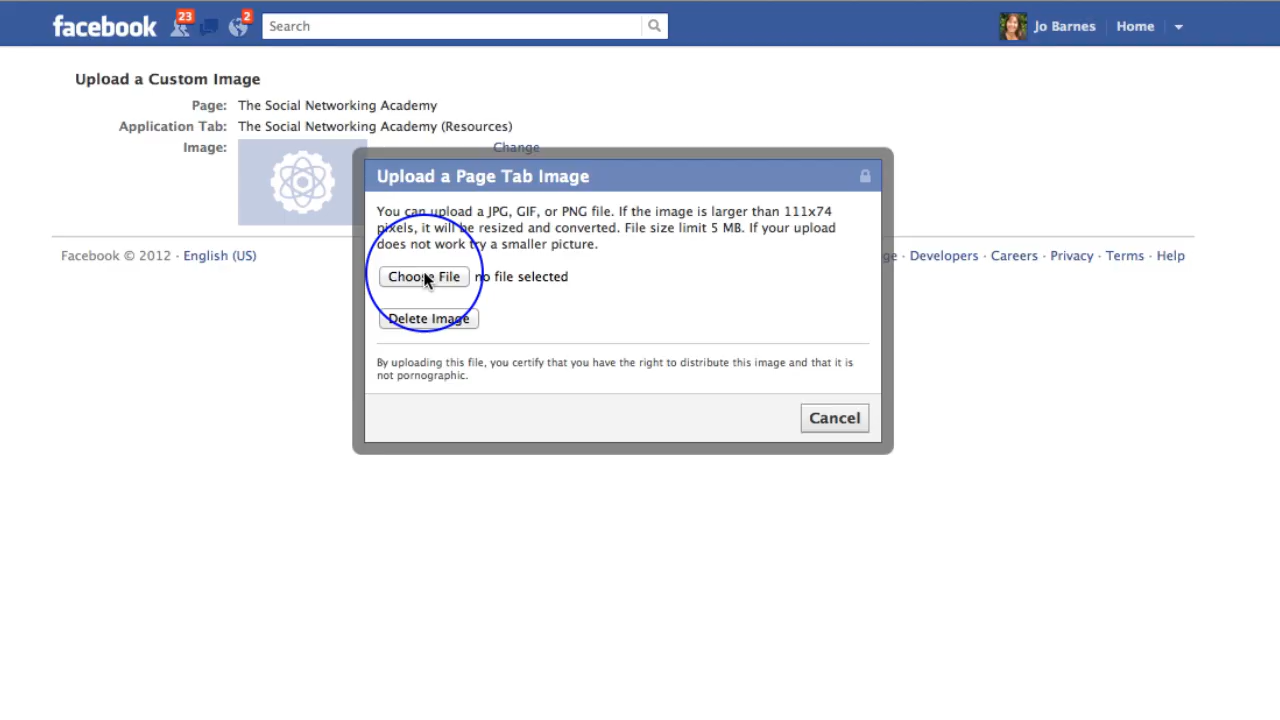 facebook 23 2 Search Jo Barnes Home
Upload a Custom Image
Page: The Social Networking Academy
Application Tab: The Social Networking Academy (Resources)
Image: Change
Upload a Page Tab Image
You can upload a JPG, GIF, or PNG file. If the image is larger than 111x74
pixels, it will be resized and converted. File size limit 5 MB. If your upload
does not work try a smaller picture.
Choose File no file selected
Delete Image
By uploading this file, you certify that you have the right to distribute this image and that it is
not pornographic.
Cancel
Facebook © 2012 · English (US) · Developers · Careers · Privacy · Terms · Help